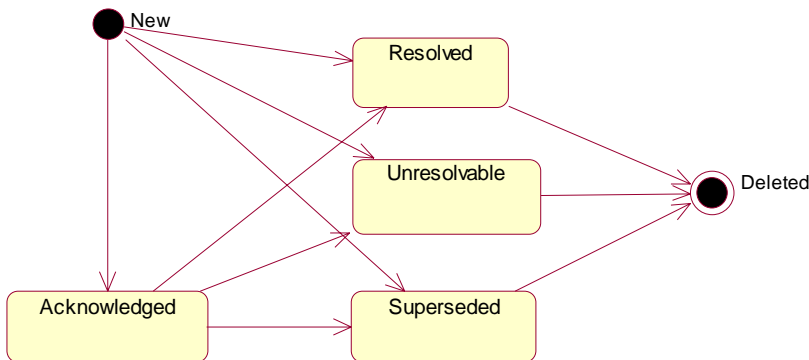 New
Resolved
Unresolvable
Deleted
Acknowledged
Superseded